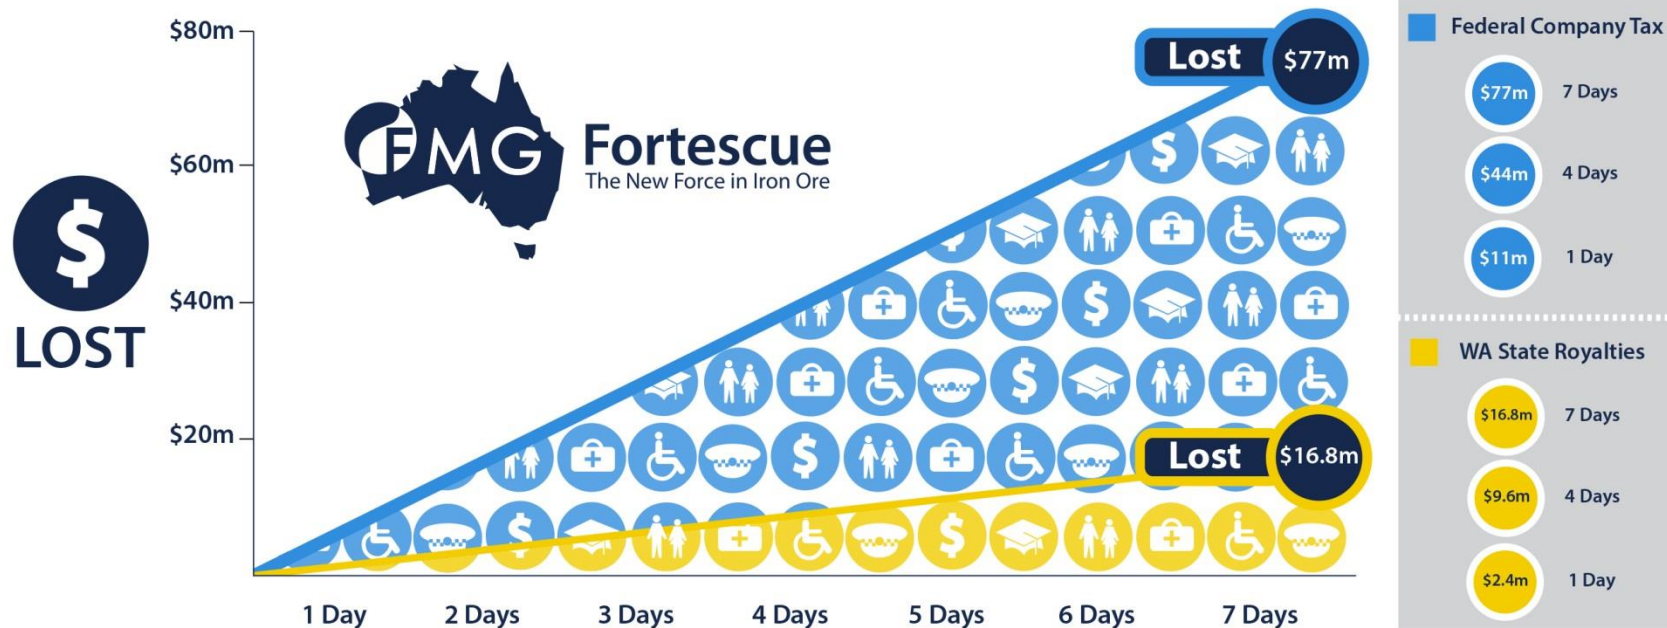 $80m
$60m
$40m
$20m
$
LOST
FMG
Fortescue
The New Force in Iron Ore
Lost $77m
Lost $16.8m
1 Day 2 Days 3 Days 4 Days 5 Days 6 Days 7 Days
Federal Company Tax
$77m 7 Days
$44m 4 Days
$11m 1 Day
WA State Royalties
$16.8m 7 Days
$9.6m 4 Days
$2.4m 1 Day